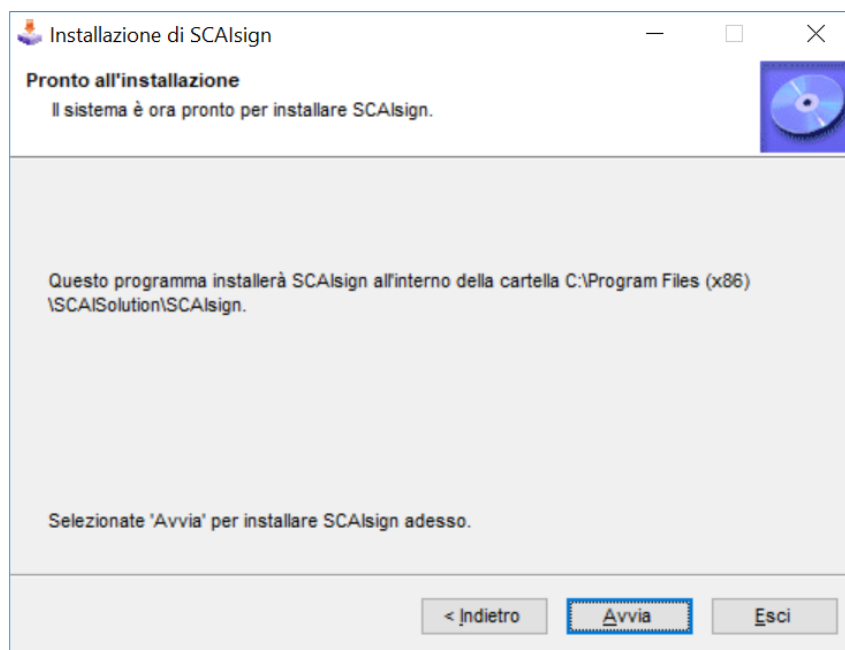 Installazione di SCAIsign
Pronto all'installazione
Il sistema è ora pronto per installare SCAIsign.
Questo programma installerà SCAIsign all'interno della cartella C:\Program Files (x86)
\SCAISolution\SCAIsign.
Selezionate 'Avvia' per installare SCAIsign adesso.
< Indietro Avvia Esci